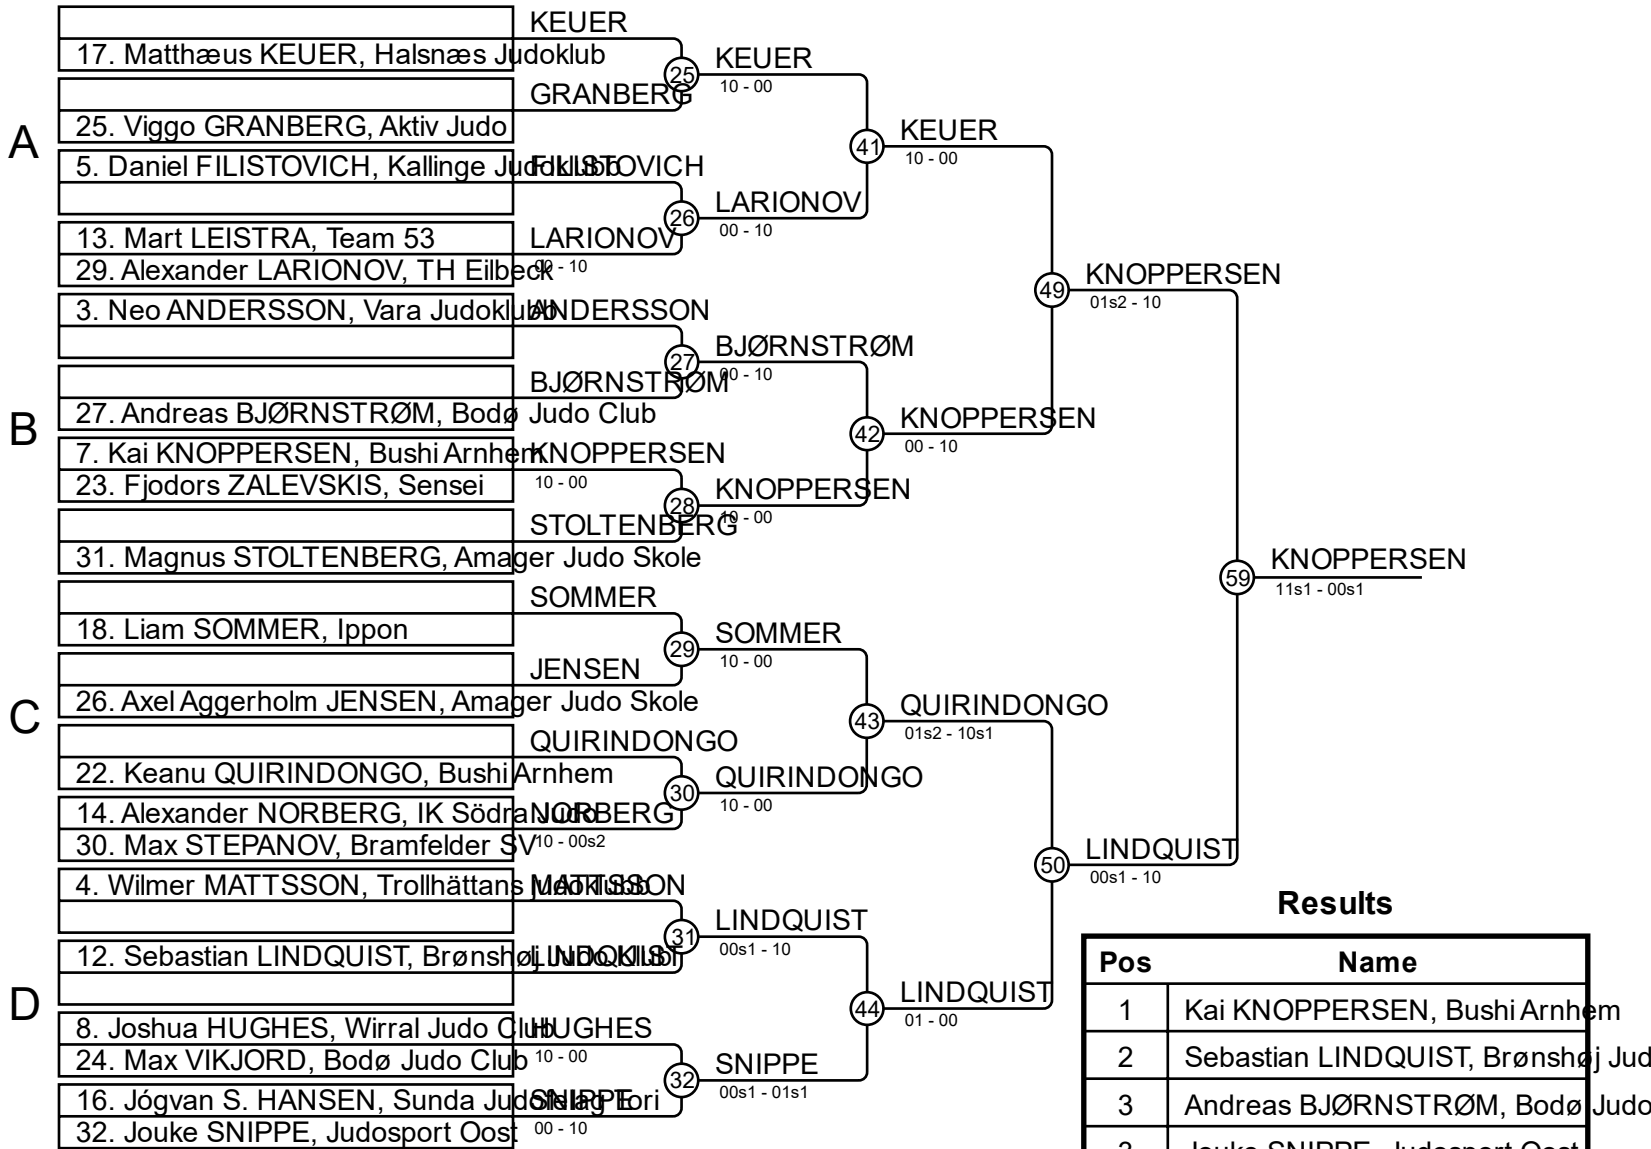 A
17. Matthæus KEUER, Halsnæs Judoklub
25. Viggo GRANBERG, Aktiv Judo
5. Daniel FILISTOVICH, Kallinge Judoklubb
13. Mart LEISTRA, Team 53
29. Alexander LARIONOV, TH Eilbeck
B
3. Neo ANDERSSON, Vara Judoklubb
27. Andreas BJØRNSTRØM, Bodø Judo Club
7. Kai KNOPPERSEN, Bushi Arnhem
23. Fjodors ZALEVSKIS, Sensei
31. Magnus STOLTENBERG, Amager Judo Skole
C
18. Liam SOMMER, Ippon
26. Axel Aggerholm JENSEN, Amager Judo Skole
22. Keanu QUIRINDONGO, Bushi Arnhem
14. Alexander NORBERG, IK Södra Judo
30. Max STEPANOV, Bramfelder SV
D
4. Wilmer MATTSSON, Trollhättans judoklubb
12. Sebastian LINDQUIST, Brønshøj Judo Klub
8. Joshua HUGHES, Wirral Judo Club
24. Max VIKJORD, Bodø Judo Club
16. Jógvan S. HANSEN, Sunda Judofelag Tori
32. Jouke SNIPPE, Judosport Oost
KEUER
GRANBERG
FILISTOVICH
LARIONOV
00 - 10
ANDERSSON
BJØRNSTRØM
KNOPPERSEN
10 - 00
STOLTENBERG
SOMMER
JENSEN
QUIRINDONGO
NORBERG
10 - 00s2
MATTSSON
LINDQUIST
HUGHES
10 - 00
SNIPPE
00 - 10
25
KEUER
10 - 00
26
LARIONOV
00 - 10
27
BJØRNSTRØM
00 - 10
28
KNOPPERSEN
10 - 00
29
SOMMER
10 - 00
30
QUIRINDONGO
10 - 00
31
LINDQUIST
00s1 - 10
32
SNIPPE
00s1 - 01s1
41
KEUER
10 - 00
42
KNOPPERSEN
00 - 10
43
QUIRINDONGO
01s2 - 10s1
44
LINDQUIST
01 - 00
49
KNOPPERSEN
01s2 - 10
50
LINDQUIST
00s1 - 10
59
KNOPPERSEN
11s1 - 00s1
Results
Pos Name
1 Kai KNOPPERSEN, Bushi Arnhem
2 Sebastian LINDQUIST, Brønshøj Jud
3 Andreas BJØRNSTRØM, Bodø Judo
3 Jouke SNIPPE, Judosport Oost